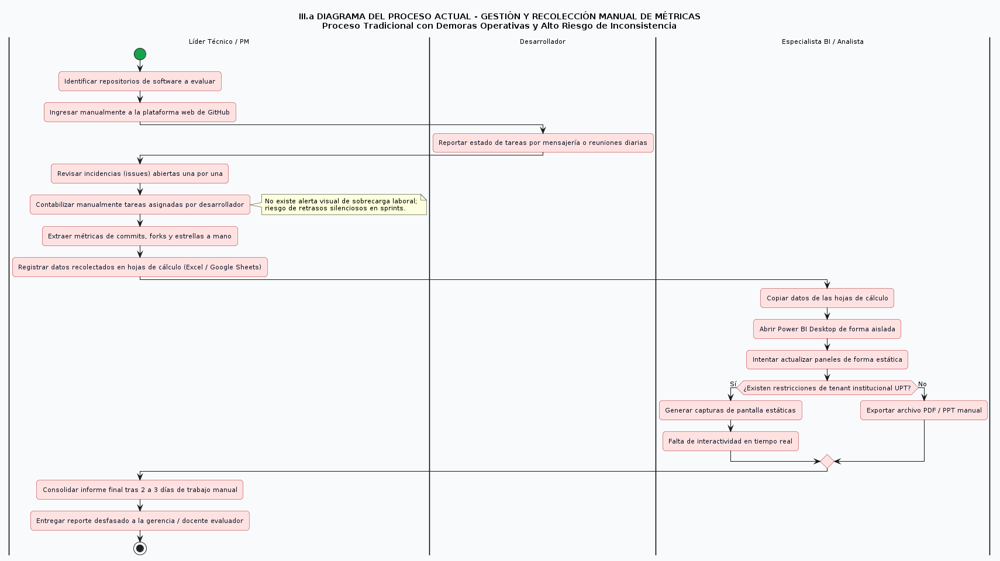 III.a DIAGRAMA DEL PROCESO ACTUAL - GESTIÓN Y RECOLECCIÓN MANUAL DE MÉTRICAS
Proceso Tradicional con Demoras Operativas y Alto Riesgo de Inconsistencia
Líder Técnico / PM
Desarrollador
Especialista BI / Analista
Identificar repositorios de software a evaluar
Ingresar manualmente a la plataforma web de GitHub
Reportar estado de tareas por mensajería o reuniones diarias
Revisar incidencias (issues) abiertas una por una
Contabilizar manualmente tareas asignadas por desarrollador
No existe alerta visual de sobrecarga laboral;
riesgo de retrasos silenciosos en sprints.
Extraer métricas de commits, forks y estrellas a mano
Registrar datos recolectados en hojas de cálculo (Excel / Google Sheets)
Copiar datos de las hojas de cálculo
Abrir Power BI Desktop de forma aislada
Intentar actualizar paneles de forma estática
Sí
¿Existen restricciones de tenant institucional UPT?
No
Generar capturas de pantalla estáticas
Exportar archivo PDF / PPT manual
Falta de interactividad en tiempo real
Consolidar informe final tras 2 a 3 días de trabajo manual
Entregar reporte desfasado a la gerencia / docente evaluador